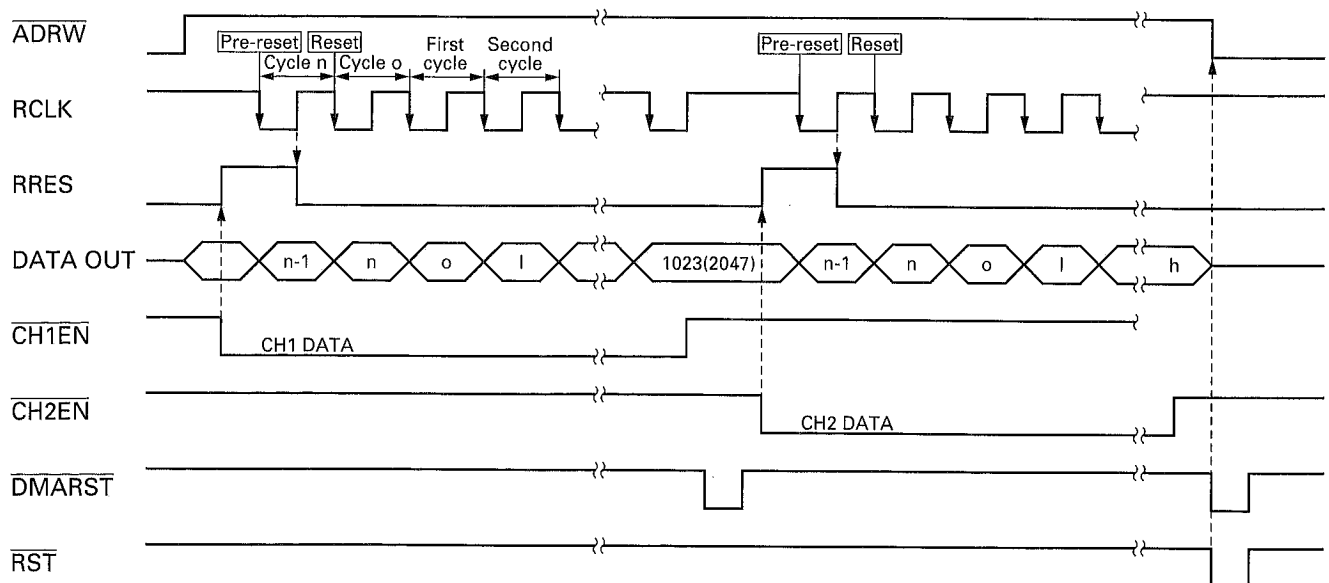 ADRW
Pre-reset Reset First cycle Second cycle
Cycle n Cycle o
Pre-reset Reset
RCLK
RRES
DATA OUT n-1 n o l 1023(2047) n-1 n o l h
CH1EN CH1 DATA
CH2EN CH2 DATA
DMARST
RST